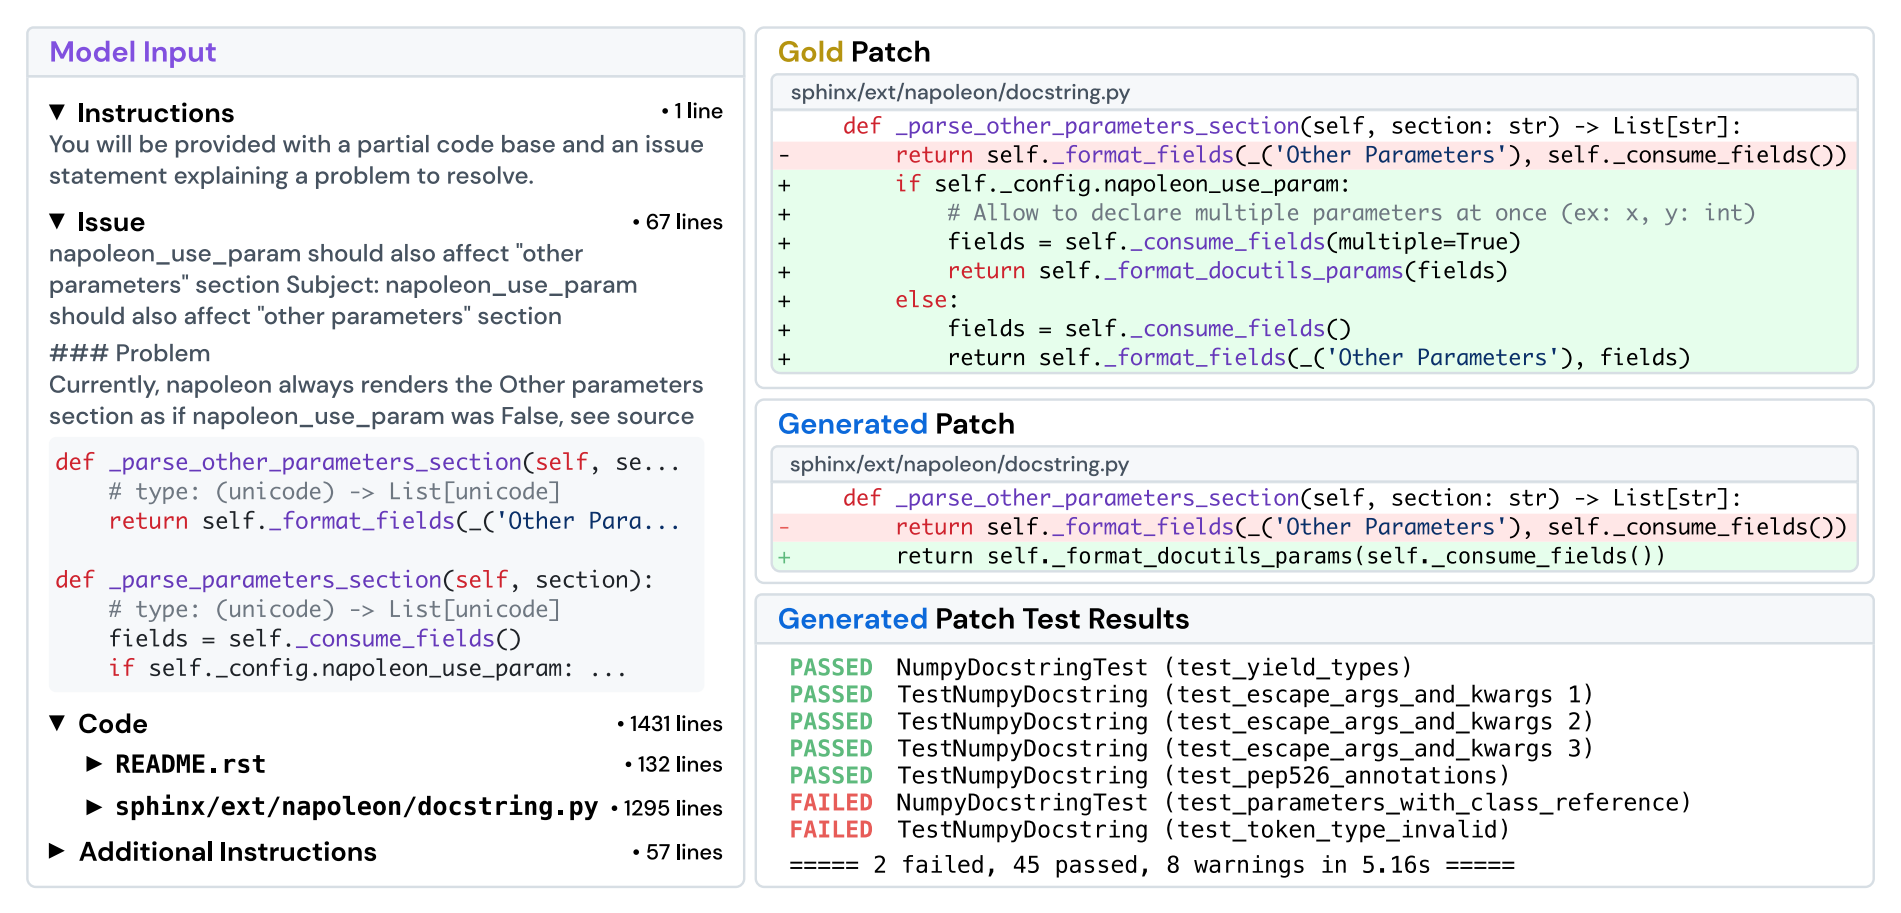 Model Input
▼ Instructions • 1 line
You will be provided with a partial code base and an issue
statement explaining a problem to resolve.
▼ Issue • 67 lines
napoleon_use_param should also affect "other
parameters" section Subject: napoleon_use_param
should also affect "other parameters" section
### Problem
Currently, napoleon always renders the Other parameters
section as if napoleon_use_param was False, see source
def _parse_other_parameters_section(self, se...
    # type: (unicode) -> List[unicode]
    return self._format_fields(_('Other Para...
def _parse_parameters_section(self, section):
    # type: (unicode) -> List[unicode]
    fields = self._consume_fields()
    if self._config.napoleon_use_param: ...
▼ Code • 1431 lines
▶ README.rst • 132 lines
▶ sphinx/ext/napoleon/docstring.py • 1295 lines
▶ Additional Instructions • 57 lines
Gold Patch
sphinx/ext/napoleon/docstring.py
    def _parse_other_parameters_section(self, section: str) -> List[str]:
-        return self._format_fields(_('Other Parameters'), self._consume_fields())
+        if self._config.napoleon_use_param:
+            # Allow to declare multiple parameters at once (ex: x, y: int)
+            fields = self._consume_fields(multiple=True)
+            return self._format_docutils_params(fields)
+        else:
+            fields = self._consume_fields()
+            return self._format_fields(_('Other Parameters'), fields)
Generated Patch
sphinx/ext/napoleon/docstring.py
    def _parse_other_parameters_section(self, section: str) -> List[str]:
-        return self._format_fields(_('Other Parameters'), self._consume_fields())
+        return self._format_docutils_params(self._consume_fields())
Generated Patch Test Results
PASSED NumpyDocstringTest (test_yield_types)
PASSED TestNumpyDocstring (test_escape_args_and_kwargs 1)
PASSED TestNumpyDocstring (test_escape_args_and_kwargs 2)
PASSED TestNumpyDocstring (test_escape_args_and_kwargs 3)
PASSED TestNumpyDocstring (test_pep526_annotations)
FAILED NumpyDocstringTest (test_parameters_with_class_reference)
FAILED TestNumpyDocstring (test_token_type_invalid)
===== 2 failed, 45 passed, 8 warnings in 5.16s =====